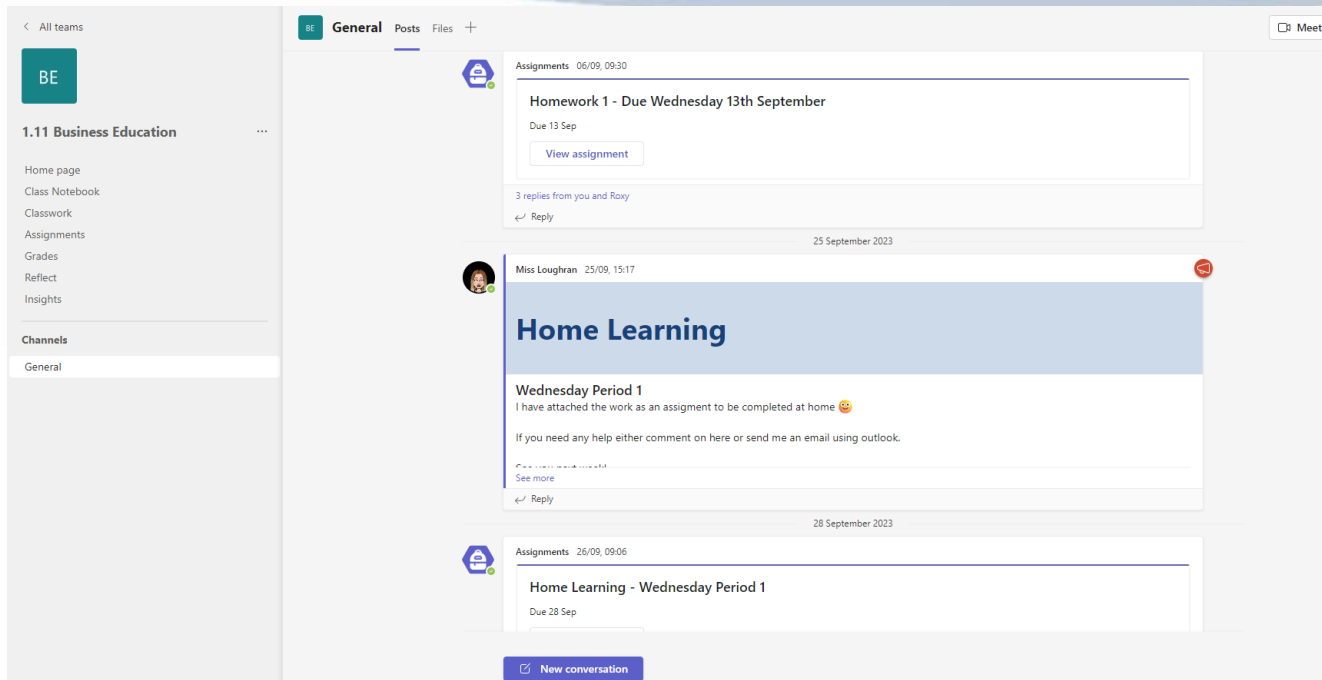 All teams
BE
1.11 Business Education
...
Home page
Class Notebook
Classwork
Assignments
Grades
Reflect
Insights
Channels
General
BE General Posts Files
Meet
Assignments 06/09, 09:30
Homework 1 - Due Wednesday 13th September
Due 13 Sep
View assignment
3 replies from you and Roxy
Reply
25 September 2023
Miss Loughran 25/09, 15:17
Home Learning
Wednesday Period 1
I have attached the work as an assigment to be completed at home
If you need any help either comment on here or send me an email using outlook.
See you next week!
See more
Reply
28 September 2023
Assignments 26/09, 09:06
Home Learning - Wednesday Period 1
Due 28 Sep
New conversation